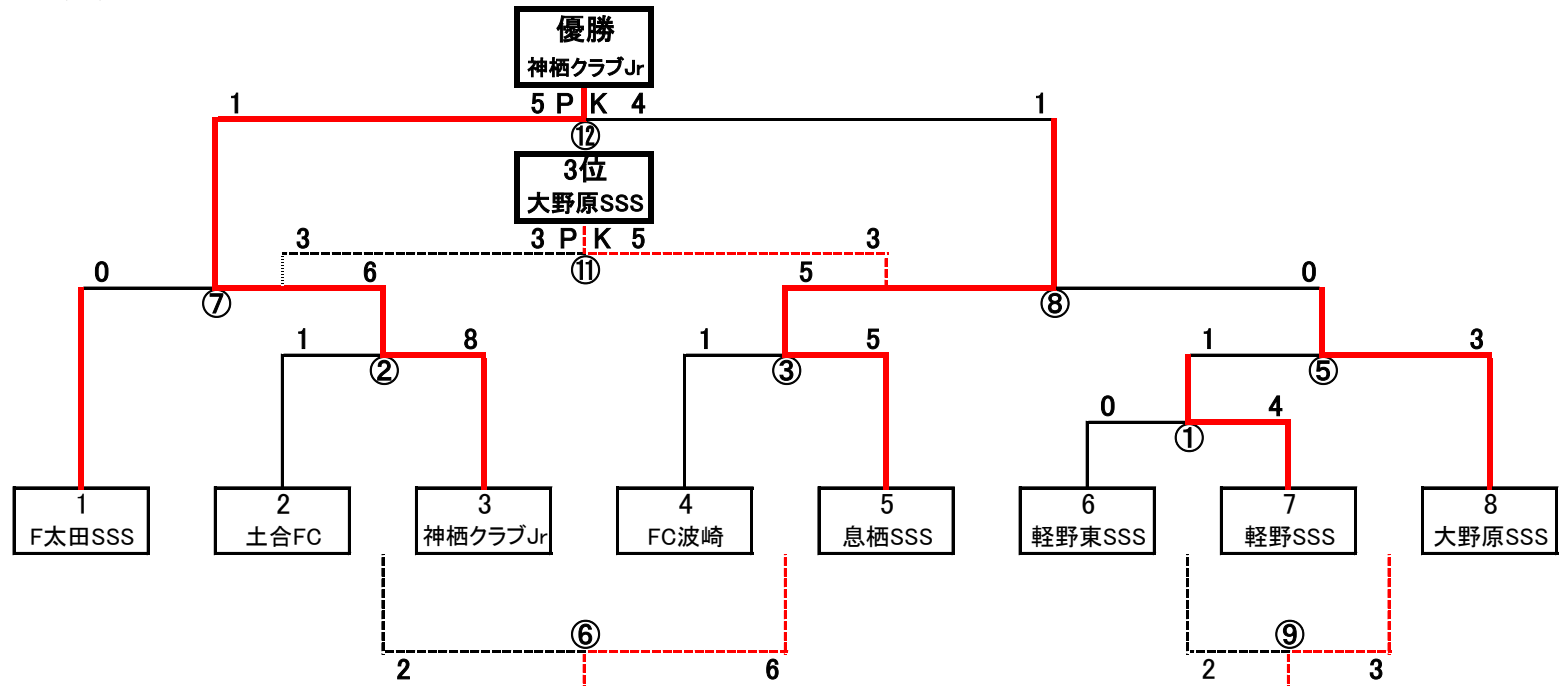 優勝
神栖クラブJr
1 5 P K 4 1
⑫
3位
大野原SSS
3 3 P K 5 3
⑪
0 6 5 0
⑦ ⑧
1 8 1 5 1 3
② ③ ⑤
0 4
①
1 2 3 4 5 6 7 8
F太田SSS 土合FC 神栖クラブJr FC波崎 息栖SSS 軽野東SSS 軽野SSS 大野原SSS
⑥ ⑨
2 6 2 3